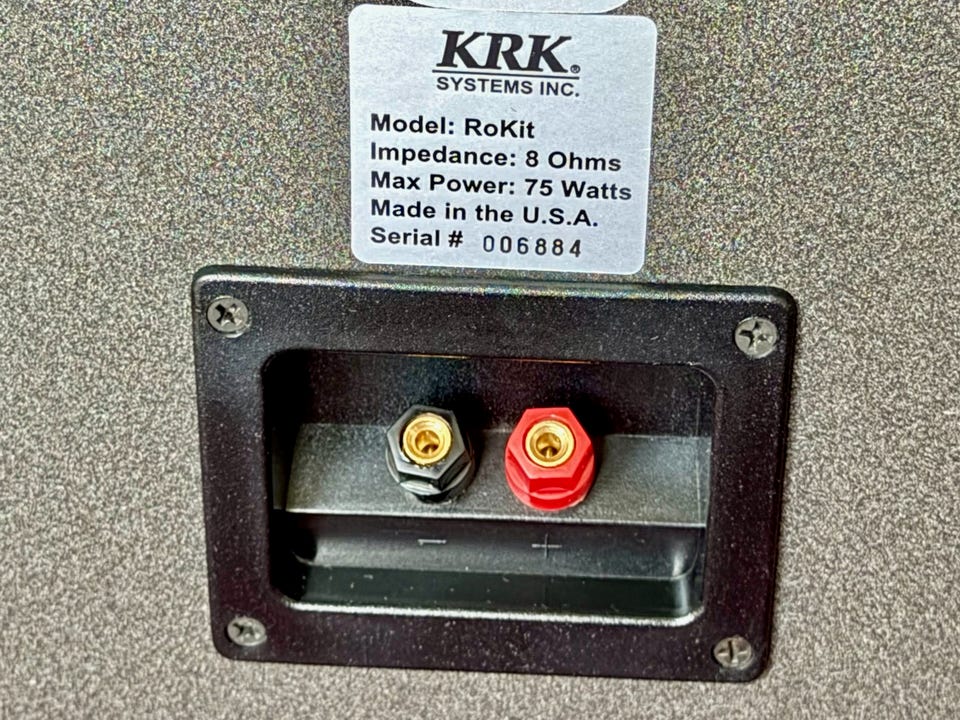 KRK®
SYSTEMS INC.
Model: RoKit
Impedance: 8 Ohms
Max Power: 75 Watts
Made in the U.S.A.
Serial # 006884
− +